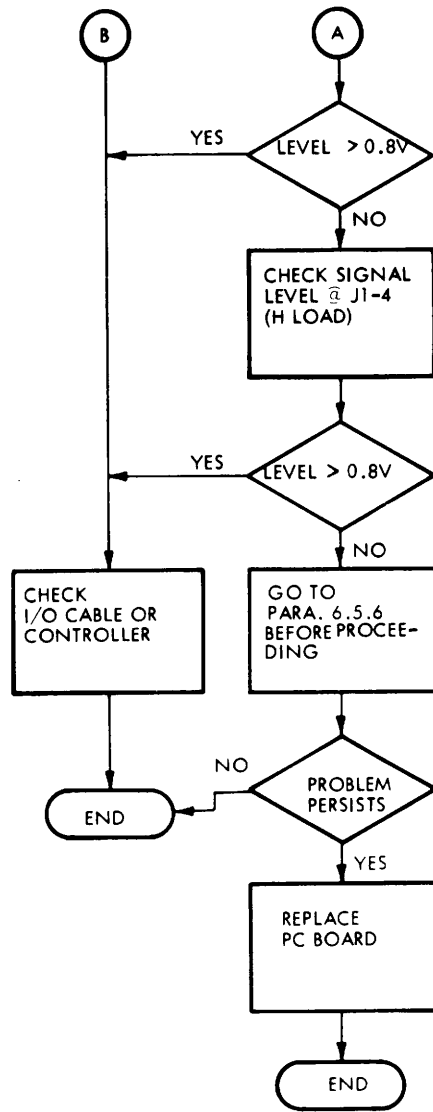 B
A
LEVEL > 0.8V
YES
NO
CHECK SIGNAL
LEVEL @ J1-4
(H LOAD)
LEVEL > 0.8V
YES
NO
CHECK
I/O CABLE OR
CONTROLLER
GO TO
PARA. 6.5.6
BEFORE PROCEE-
DING
NO
PROBLEM
PERSISTS
END
YES
REPLACE
PC BOARD
END